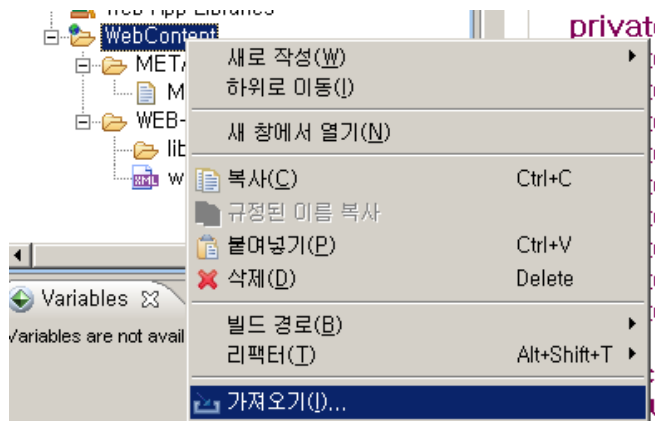 WebContent
privat
META
M
WEB-
lib
w
새로 작성(W)
하위로 이동(I)
새 창에서 열기(N)
복사(C) Ctrl+C
규정된 이름 복사
붙여넣기(P) Ctrl+V
삭제(D) Delete
빌드 경로(B)
리팩터(T) Alt+Shift+T
가져오기(I)...
Variables
Variables are not avail